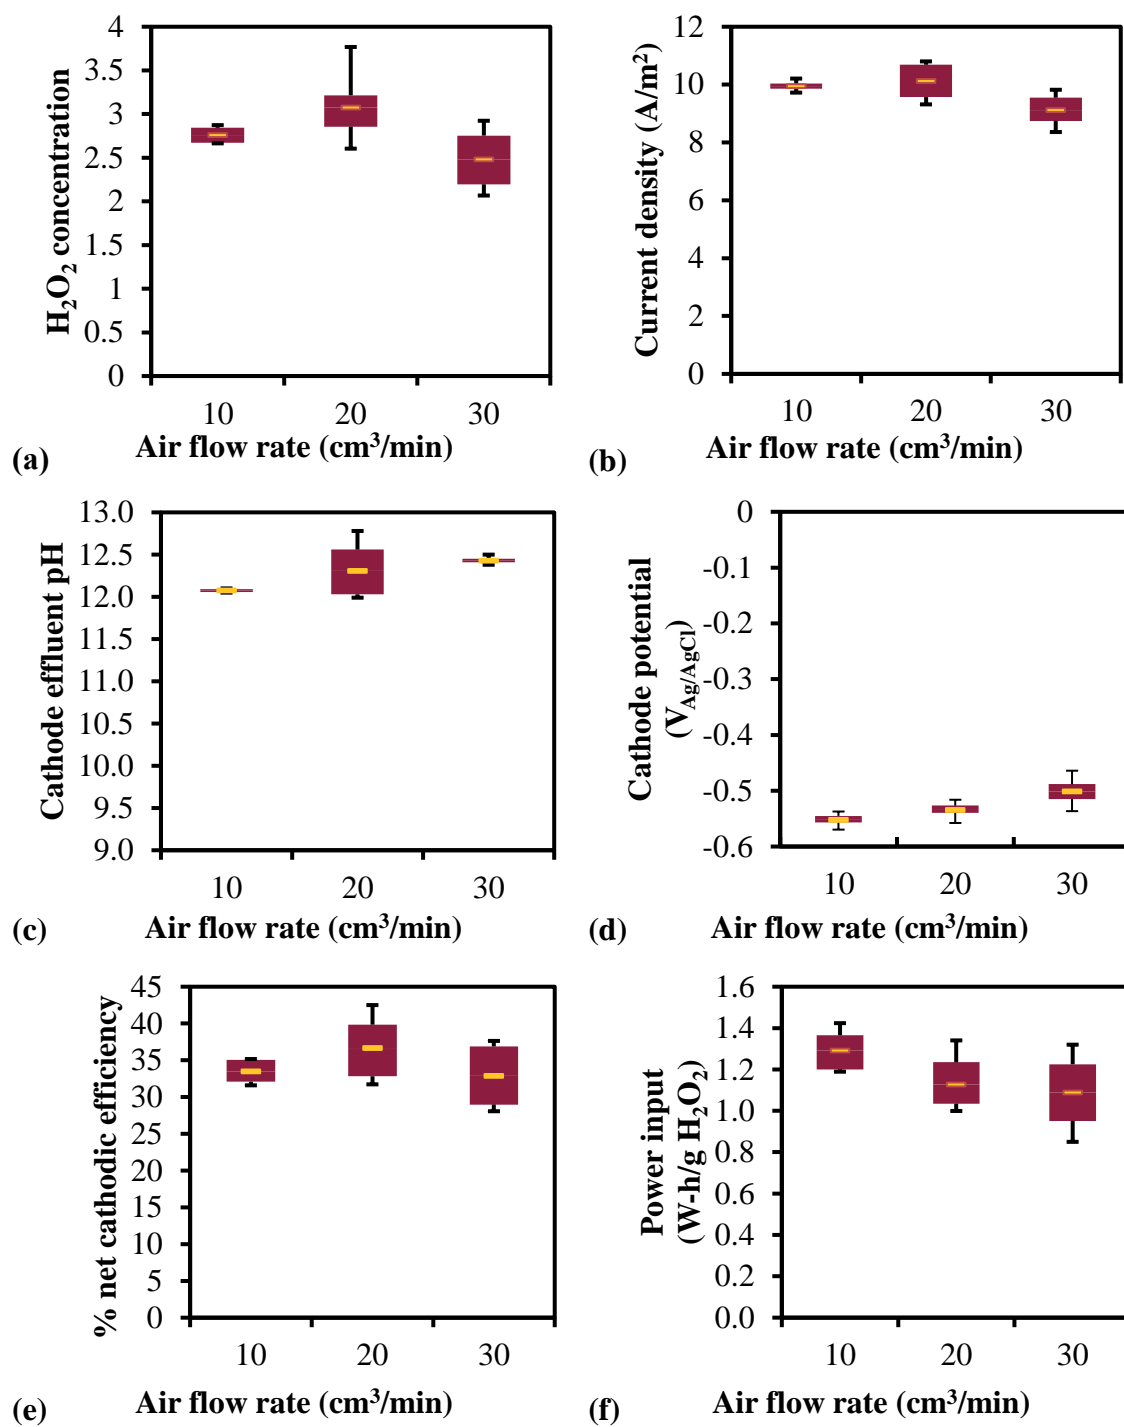 4
3.5
3
2.5
2
1.5
1
0.5
0
H₂O₂ concentration
10 20 30
Air flow rate (cm³/min)
(a)
12
10
8
6
4
2
0
Current density (A/m²)
10 20 30
Air flow rate (cm³/min)
(b)
13.0
12.5
12.0
11.5
11.0
10.5
10.0
9.5
9.0
Cathode effluent pH
10 20 30
Air flow rate (cm³/min)
(c)
0
-0.1
-0.2
-0.3
-0.4
-0.5
-0.6
Cathode potential
(V_Ag/AgCl)
10 20 30
Air flow rate (cm³/min)
(d)
45
40
35
30
25
20
15
10
5
0
% net cathodic efficiency
10 20 30
Air flow rate (cm³/min)
(e)
1.6
1.4
1.2
1.0
0.8
0.6
0.4
0.2
0.0
Power input
(W-h/g H₂O₂)
10 20 30
Air flow rate (cm³/min)
(f)